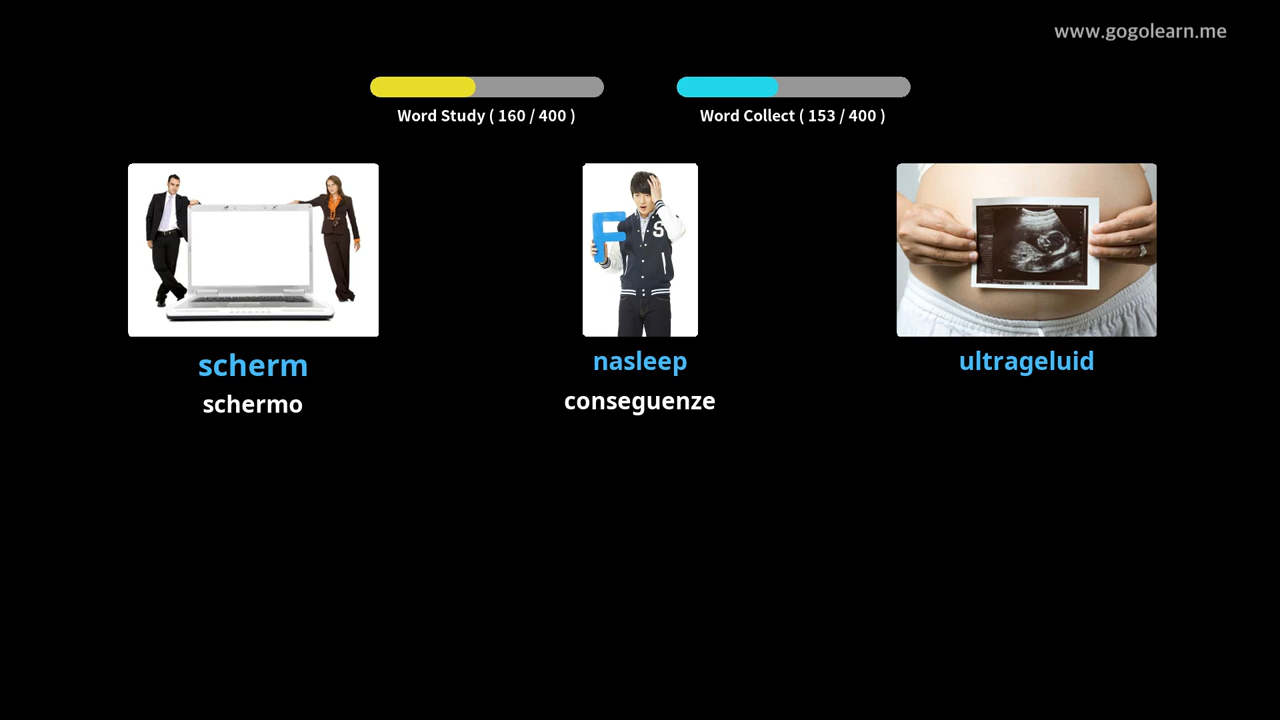 www.gogolearn.me
Word Study ( 160 / 400 )
Word Collect ( 153 / 400 )
F
S
scherm
nasleep
ultrageluid
schermo
conseguenze